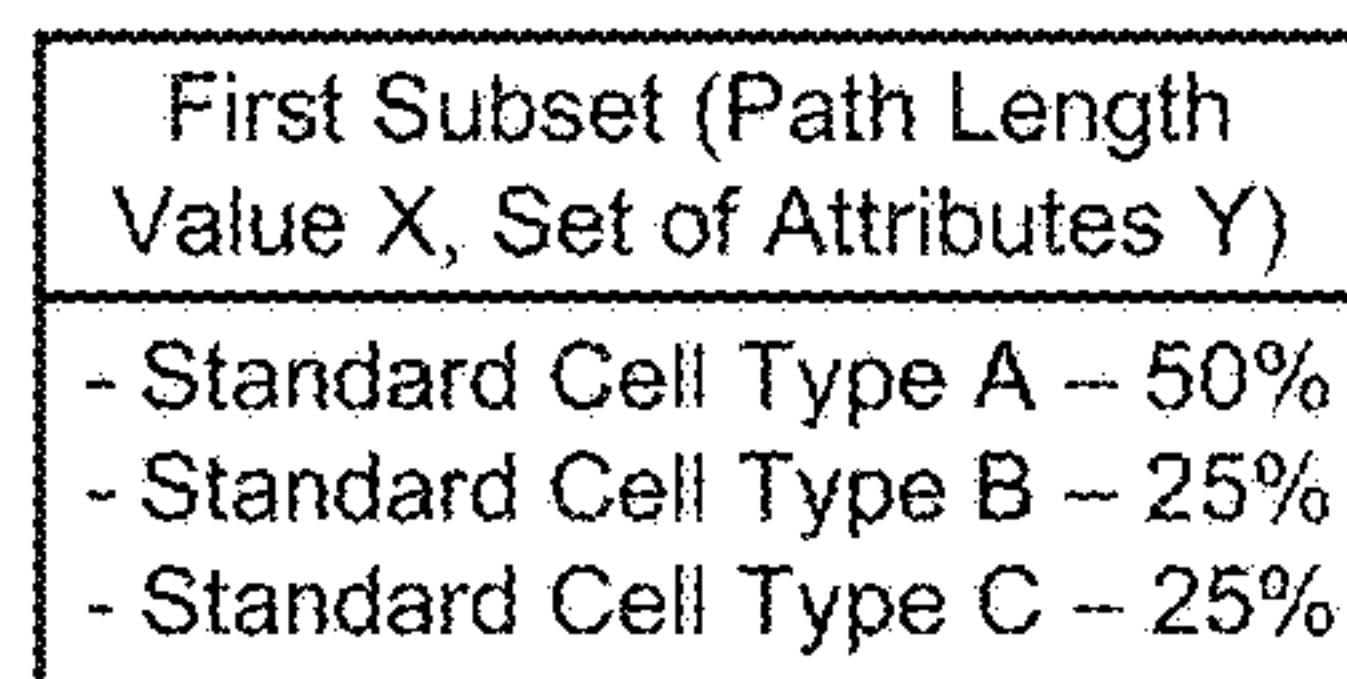 First Subset (Path Length
Value X, Set of Attributes Y)
- Standard Cell Type A – 50%
- Standard Cell Type B – 25%
- Standard Cell Type C – 25%